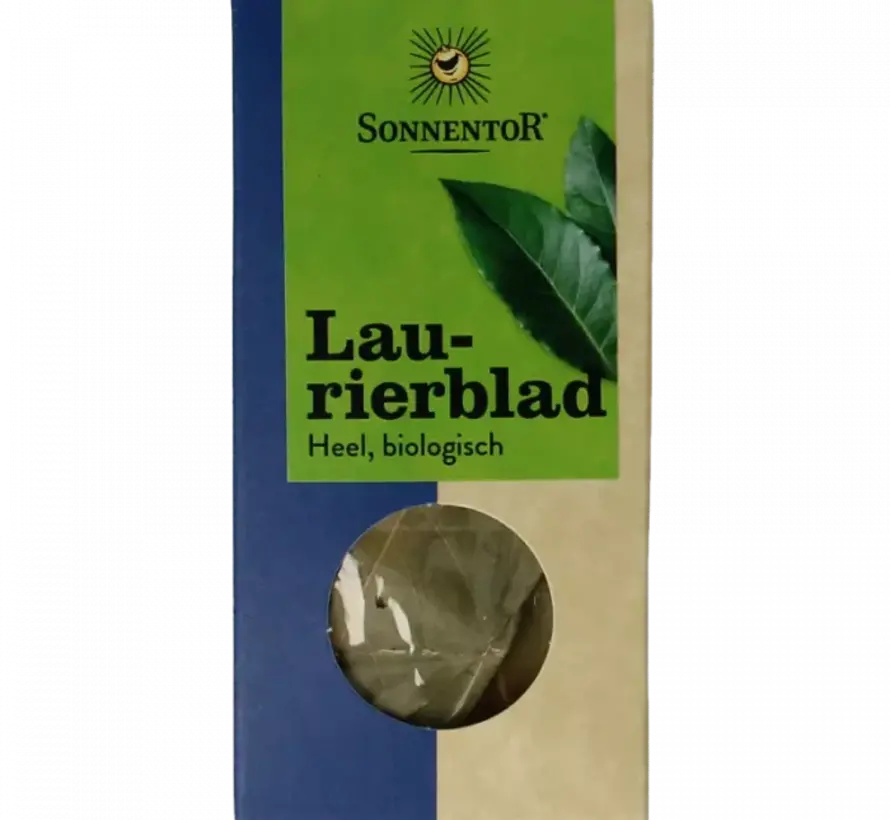 SONNENTOR®
Lau-
rierblad
Heel, biologisch